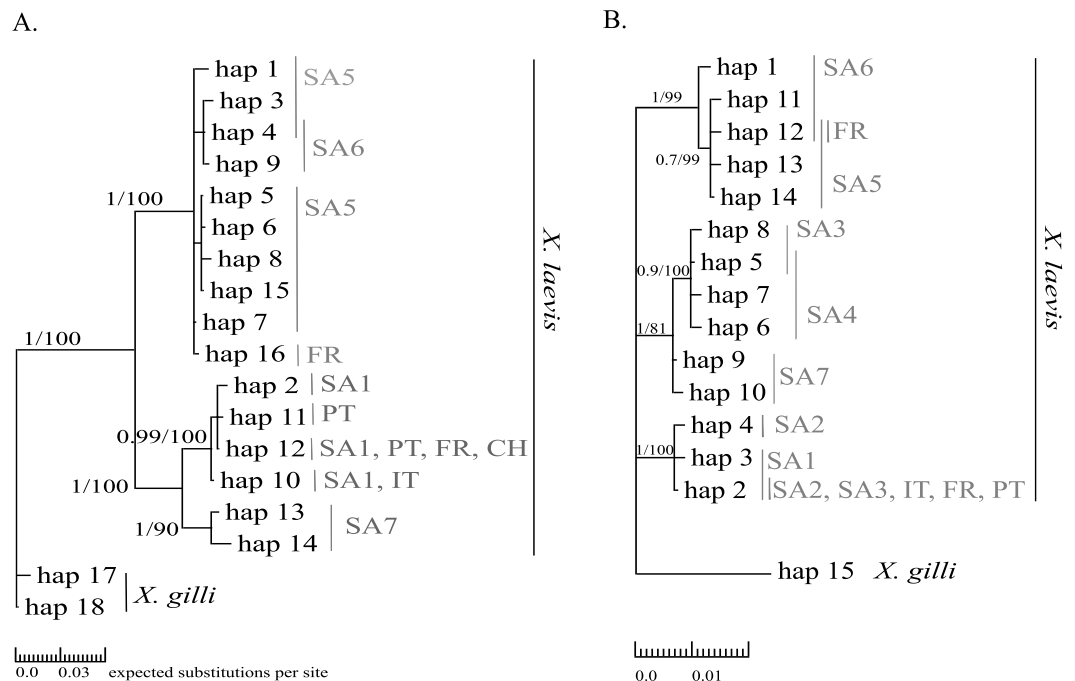 A.
hap 1
SA5
hap 3
hap 4
SA6
hap 9
hap 5
1/100
SA5
hap 6
hap 8
hap 15
hap 7
1/100
hap 16
FR
hap 2
SA1
hap 11
PT
0.99/100
hap 12
SA1, PT, FR, CH
hap 10
SA1, IT
1/100
hap 13
SA7
1/90
hap 14
X. laevis
hap 17
X. gilli
hap 18
0.0 0.03 expected substitutions per site
B.
hap 1
SA6
1/99
hap 11
hap 12
FR
0.7/99
hap 13
SA5
hap 14
hap 8
SA3
hap 5
0.9/100
hap 7
SA4
hap 6
1/81
hap 9
SA7
hap 10
hap 4
SA2
1/100
hap 3
SA1
hap 2
SA2, SA3, IT, FR, PT
X. laevis
hap 15 X. gilli
0.0 0.01